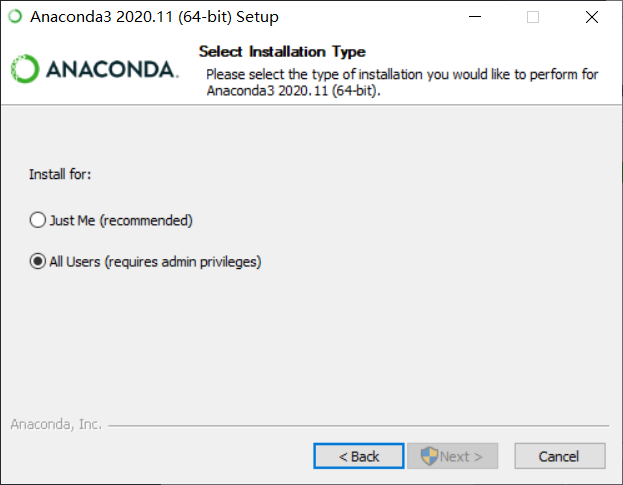 Anaconda3 2020.11 (64-bit) Setup
ANACONDA.
Select Installation Type
Please select the type of installation you would like to perform for
Anaconda3 2020.11 (64-bit).
Install for:
Just Me (recommended)
All Users (requires admin privileges)
Anaconda, Inc.
< Back
Next >
Cancel